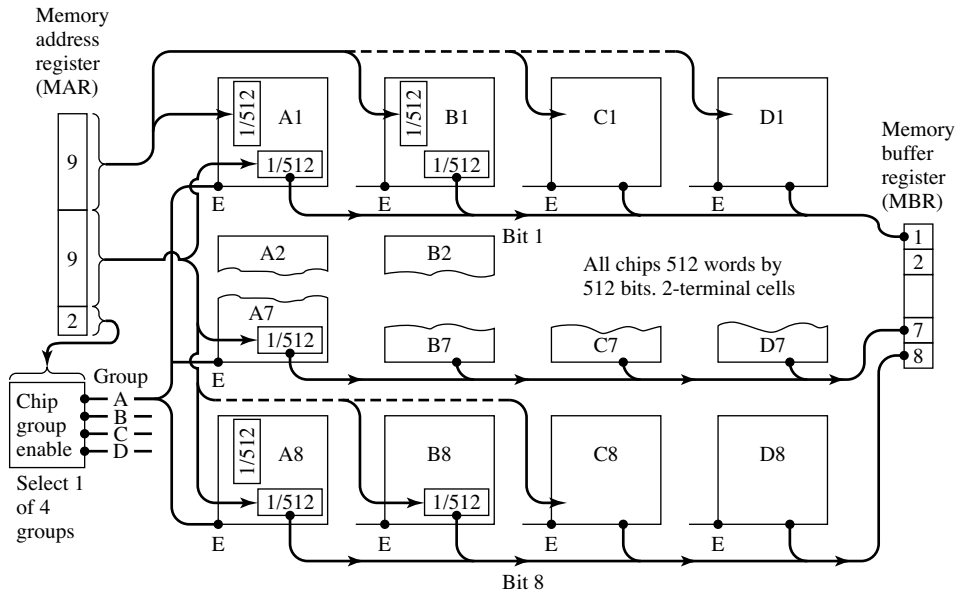 Memory
address
register
(MAR)
9
9
2
1/512
A1
1/512
E
1/512
B1
1/512
E
C1
E
D1
E
Bit 1
Memory
buffer
register
(MBR)
1
2
7
8
A2
B2
All chips 512 words by
512 bits. 2-terminal cells
A7
1/512
E
B7
C7
D7
Chip
group
enable
Group
A
B
C
D
Select 1
of 4
groups
1/512
A8
1/512
E
B8
1/512
E
C8
E
D8
E
Bit 8